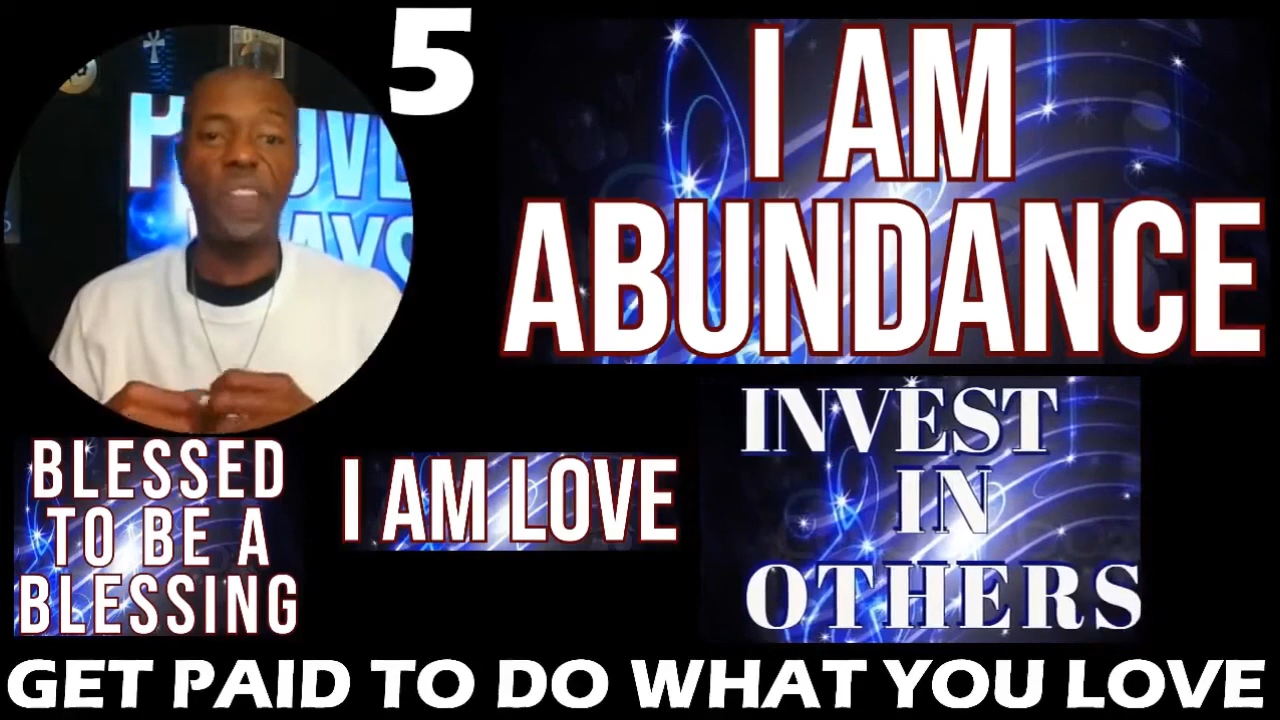 5
I AM
ABUNDANCE
INVEST
IN
OTHERS
BLESSED
TO BE A
BLESSING
I AM LOVE
GET PAID TO DO WHAT YOU LOVE